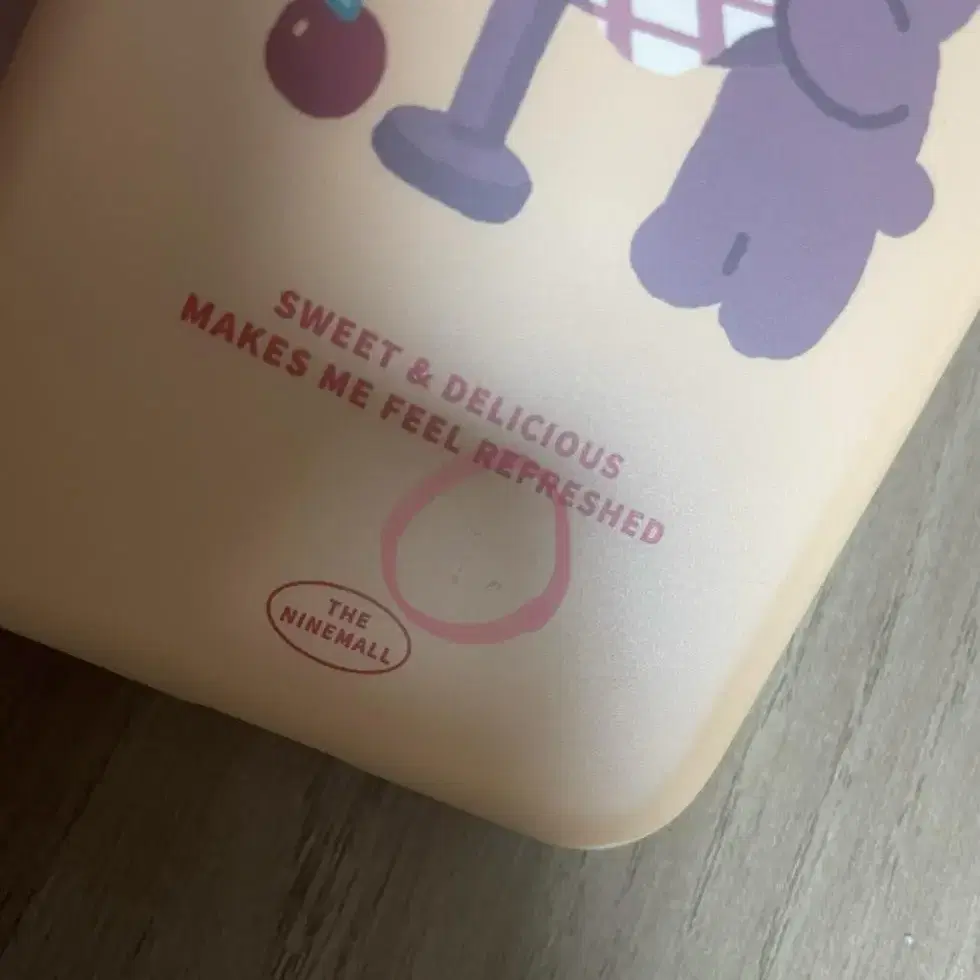 SWEET & DELICIOUS
MAKES ME FEEL REFRESHED
THE
NINEMALL